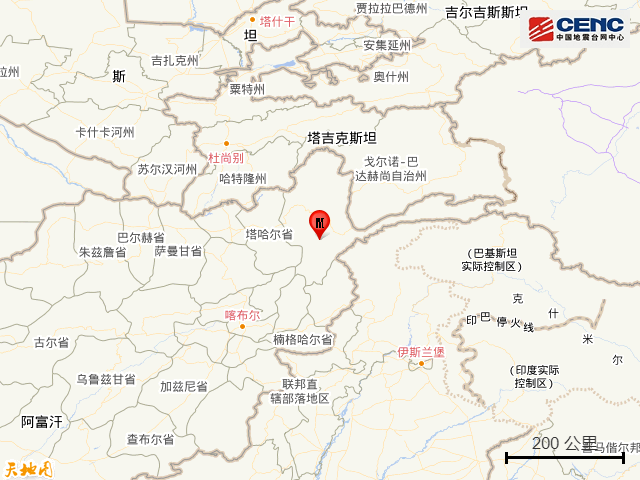 贾拉拉巴德州
吉尔吉斯斯坦
CENC
中国地震台网中心
塔什干
坦
安集延州
吉扎克州
斯
奥什州
拉州
粟特州
卡什卡河州
塔吉克斯坦
杜尚别
戈尔诺-巴
达赫尚自治州
苏尔汉河州
哈特隆州
M
巴尔赫省
塔哈尔省
朱兹詹省
萨曼甘省
(巴基斯坦
实际控制区)
克什
米
尔
印巴停火线
喀布尔
古尔省
楠格哈尔省
伊斯兰堡
(印度实际
控制区)
乌鲁兹甘省
加兹尼省
联邦直
辖部落地区
阿富汗
查布尔省
200 公里
喜马偕尔邦
天地图